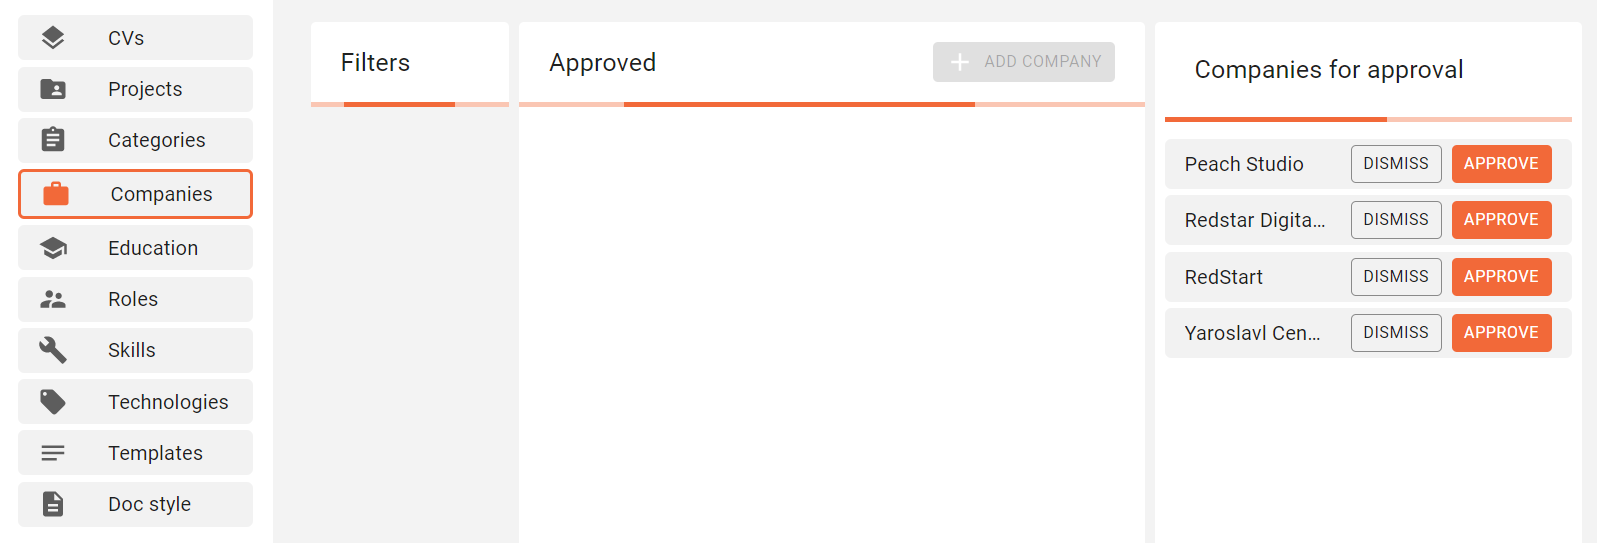 CVs
Projects
Categories
Companies
Education
Roles
Skills
Technologies
Templates
Doc style
Filters
Approved
ADD COMPANY
Companies for approval
Peach Studio DISMISS APPROVE
Redstar Digita... DISMISS APPROVE
RedStart DISMISS APPROVE
Yaroslavl Cen... DISMISS APPROVE